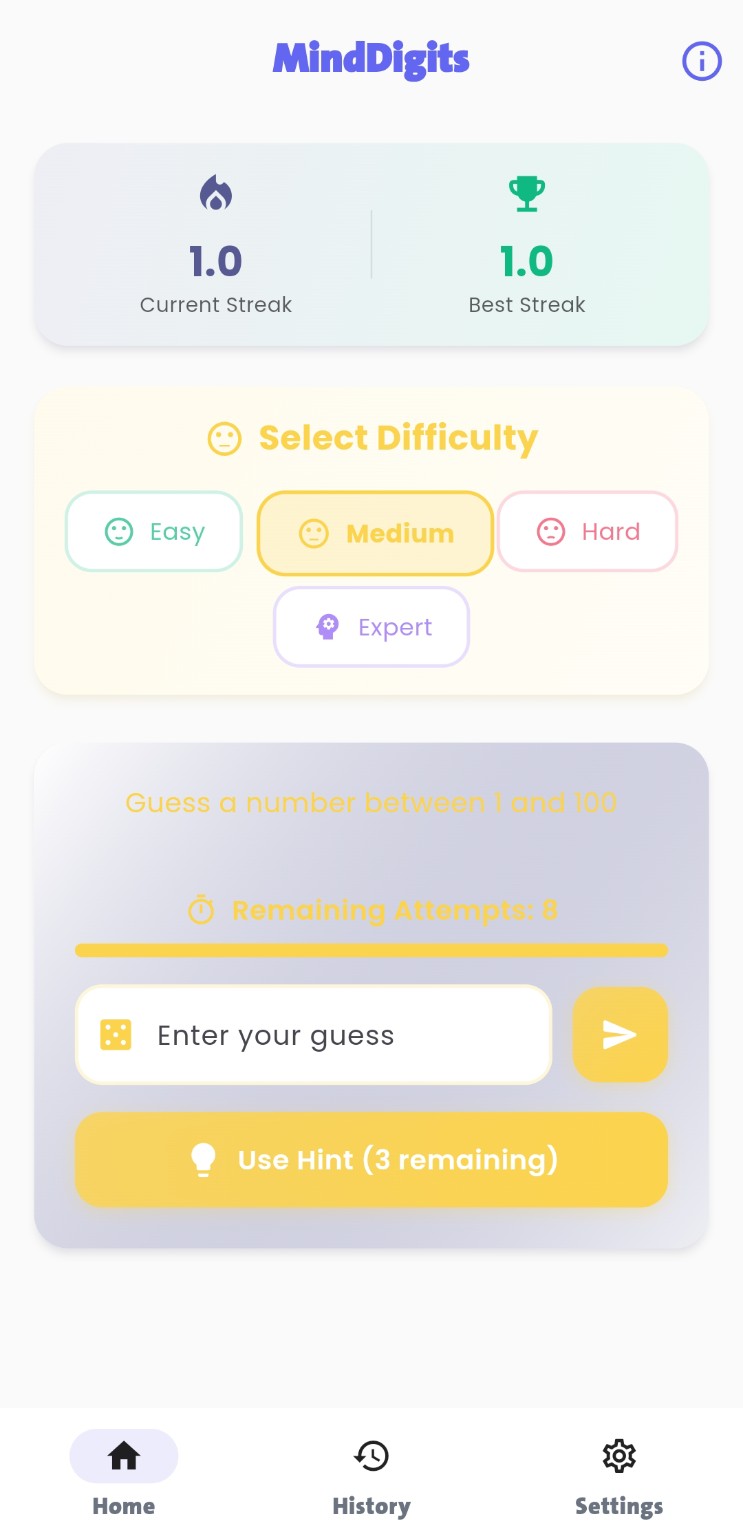 MindDigits
1.0
Current Streak
1.0
Best Streak
Select Difficulty
Easy
Medium
Hard
Expert
Guess a number between 1 and 100
Remaining Attempts: 8
Enter your guess
Use Hint (3 remaining)
Home
History
Settings